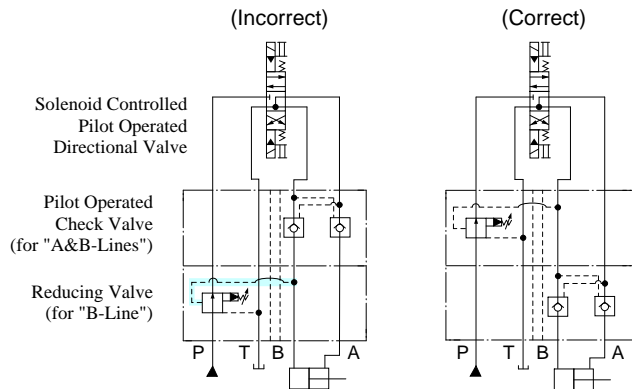 (Incorrect)
(Correct)
Solenoid Controlled
Pilot Operated
Directional Valve
Pilot Operated
Check Valve
(for "A&B-Lines")
Reducing Valve
(for "B-Line")
P T B A
P T B A